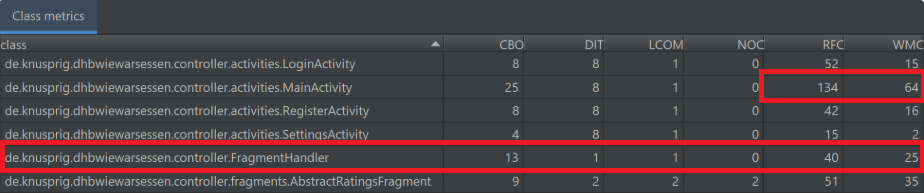 Class metrics
class CBO DIT LCOM NOC RFC WMC
de.knusprig.dhbwiewarsessen.controller.activities.LoginActivity 8 8 1 0 52 15
de.knusprig.dhbwiewarsessen.controller.activities.MainActivity 25 8 1 0 134 64
de.knusprig.dhbwiewarsessen.controller.activities.RegisterActivity 8 8 1 0 42 16
de.knusprig.dhbwiewarsessen.controller.activities.SettingsActivity 4 8 1 0 15 2
de.knusprig.dhbwiewarsessen.controller.FragmentHandler 13 1 1 0 40 25
de.knusprig.dhbwiewarsessen.controller.fragments.AbstractRatingsFragment 9 2 2 2 51 35